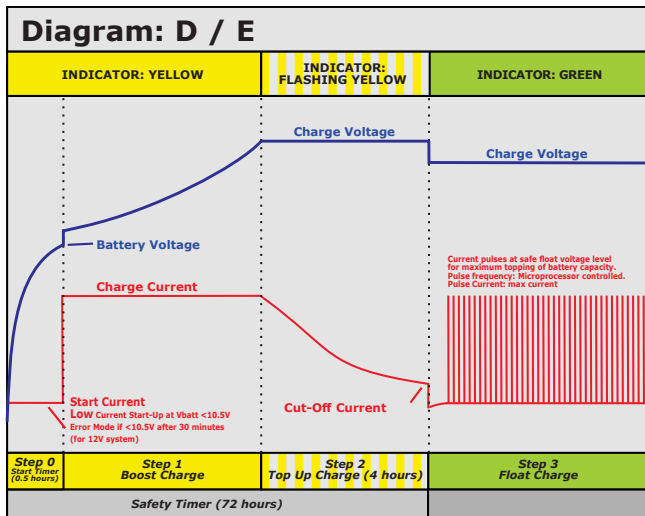 Diagram: D / E
INDICATOR: YELLOW
INDICATOR:
FLASHING YELLOW
INDICATOR: GREEN
Charge Voltage
Charge Voltage
Battery Voltage
Current pulses at safe float voltage level
for maximum topping of battery capacity.
Pulse frequency: Microprocessor controlled.
Pulse Current: max current
Charge Current
Start Current
Low Current Start-Up at Vbatt <10.5V
Error Mode if <10.5V after 30 minutes
(for 12V system)
Cut-Off Current
Step 0
Start Timer
(0.5 hours)
Step 1
Boost Charge
Step 2
Top Up Charge (4 hours)
Step 3
Float Charge
Safety Timer (72 hours)